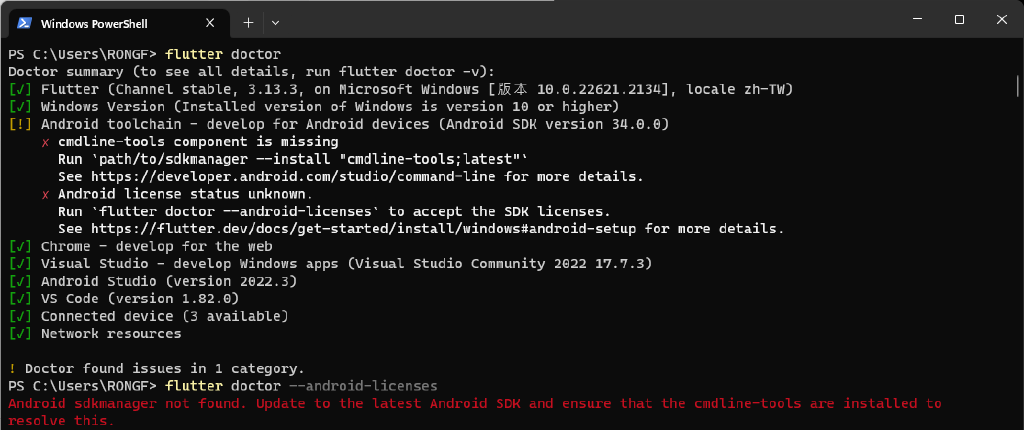 Windows PowerShell
PS C:\Users\RONGF> flutter doctor
Doctor summary (to see all details, run flutter doctor -v):
[√] Flutter (Channel stable, 3.13.3, on Microsoft Windows [版本 10.0.22621.2134], locale zh-TW)
[√] Windows Version (Installed version of Windows is version 10 or higher)
[!] Android toolchain - develop for Android devices (Android SDK version 34.0.0)
X cmdline-tools component is missing
Run `path/to/sdkmanager --install "cmdline-tools;latest"`
See https://developer.android.com/studio/command-line for more details.
X Android license status unknown.
Run `flutter doctor --android-licenses` to accept the SDK licenses.
See https://flutter.dev/docs/get-started/install/windows#android-setup for more details.
[√] Chrome - develop for the web
[√] Visual Studio - develop Windows apps (Visual Studio Community 2022 17.7.3)
[√] Android Studio (version 2022.3)
[√] VS Code (version 1.82.0)
[√] Connected device (3 available)
[√] Network resources
! Doctor found issues in 1 category.
PS C:\Users\RONGF> flutter doctor --android-licenses
Android sdkmanager not found. Update to the latest Android SDK and ensure that the cmdline-tools are installed to
resolve this.